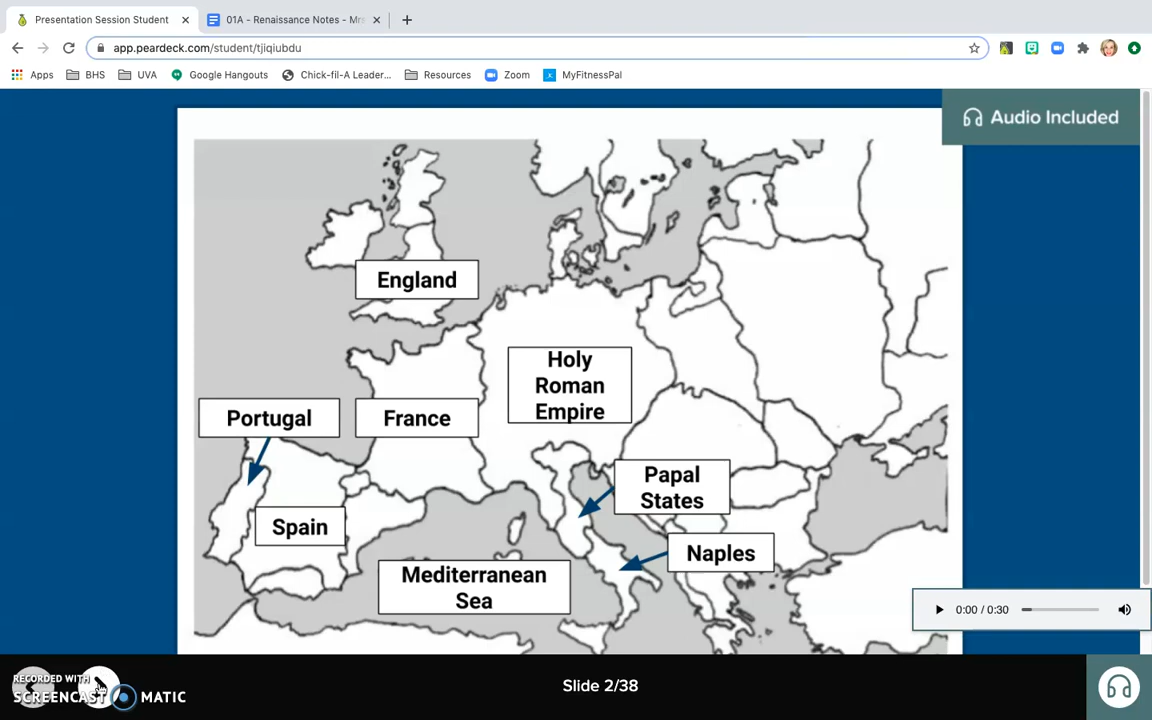 Presentation Session Student
01A - Renaissance Notes - Mr
app.peardeck.com/student/tjiqiubdu
Apps
BHS
UVA
Google Hangouts
Chick-fil-A Leader...
Resources
Zoom
MyFitnessPal
Audio Included
England
Holy
Roman
Empire
Portugal
France
Papal
States
Spain
Naples
Mediterranean
Sea
0:00 / 0:30
RECORDED WITH
SCREENCAST MATIC
Slide 2/38